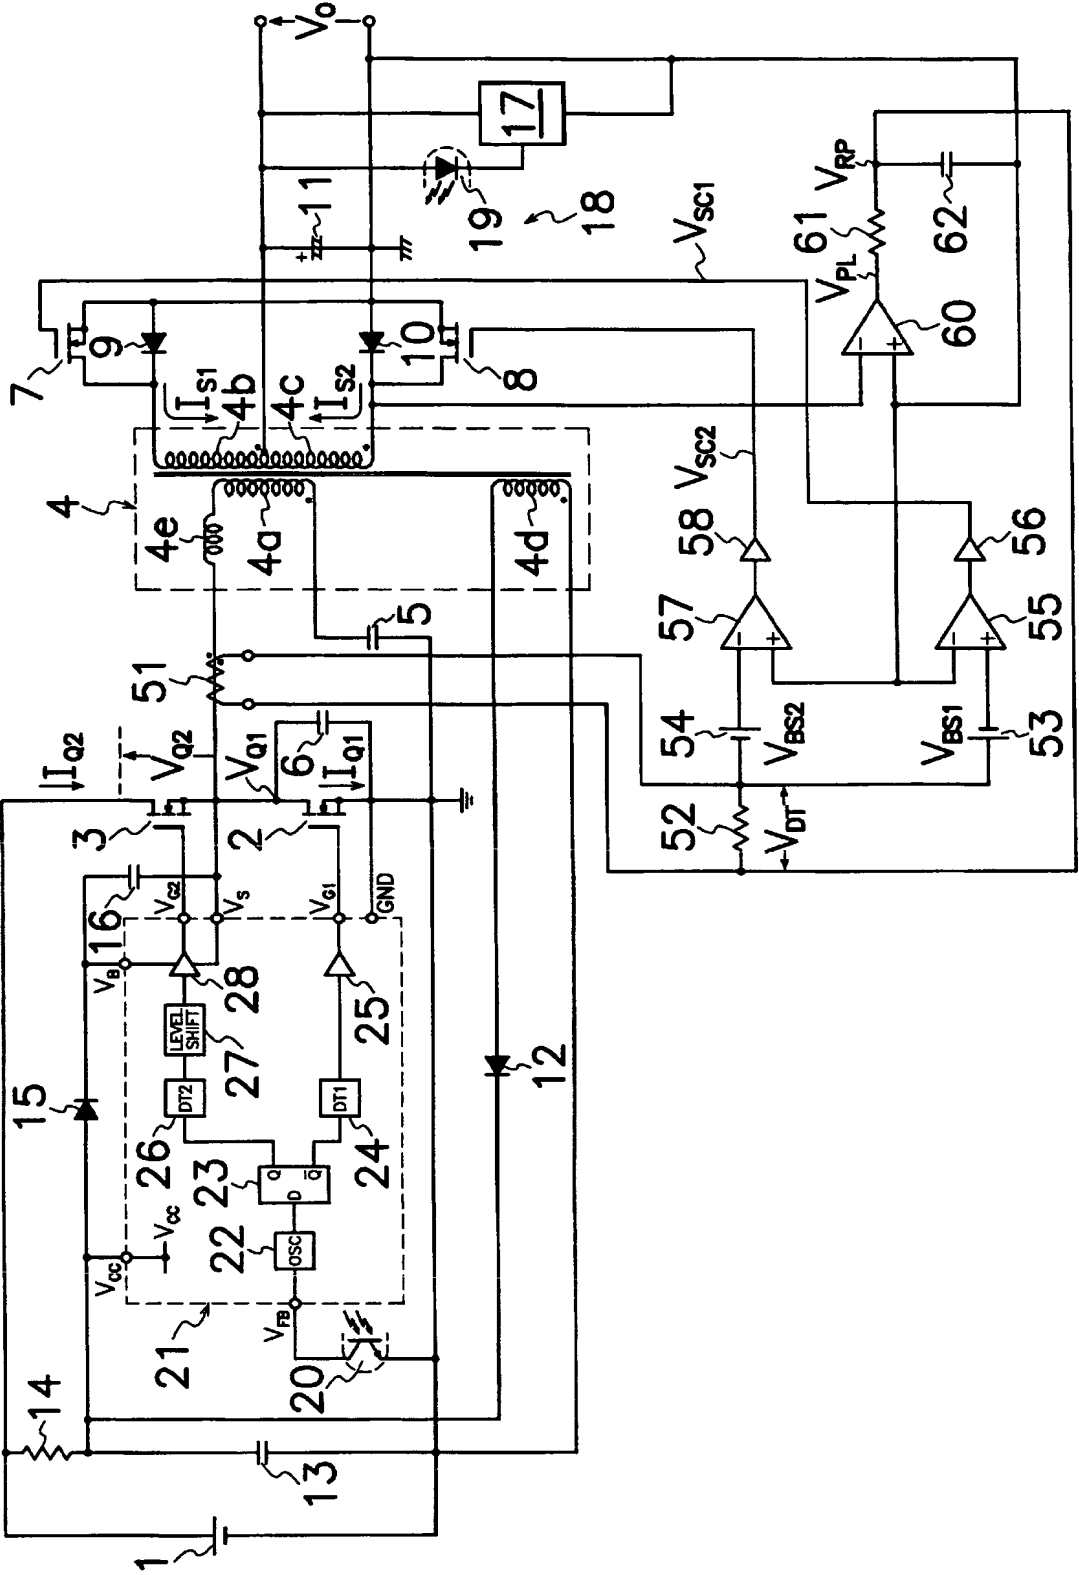 1
14
13
15
16
12
21
20
22
OSC
23
D
Q
Q̅
24
DT1
25
26
DT2
27
LEVEL
SHIFT
28
VCC
VCC
VFB
VB
VG2
VS
VG1
GND
3
2
IQ2
VQ2
VQ1
IQ1
6
51
5
4
4e
4a
4b
4c
4d
IS1
IS2
7
9
10
8
11
17
19
18
VO
VSC1
VSC2
52
VDT
54
VBS2
VBS1
53
57
58
55
56
60
VPL
61
VRP
62
+
−
+
−
+
−
+